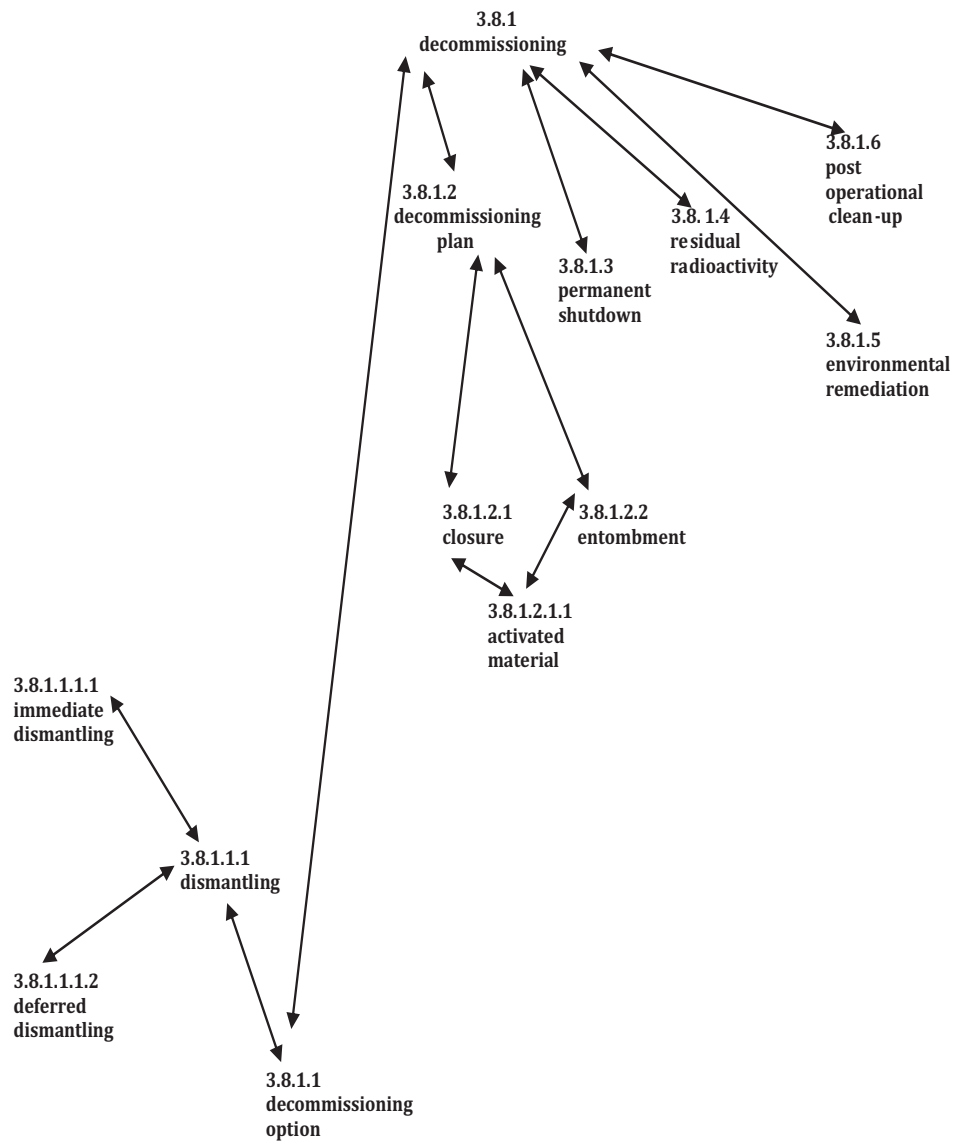 3.8.1
decommissioning
3.8.1.6
post
operational
clean-up
3.8.1.2
decommissioning
plan
3.8.1.4
residual
radioactivity
3.8.1.3
permanent
shutdown
3.8.1.5
environmental
remediation
3.8.1.2.1
closure
3.8.1.2.2
entombment
3.8.1.2.1.1
activated
material
3.8.1.1.1.1
immediate
dismantling
3.8.1.1.1
dismantling
3.8.1.1.1.2
deferred
dismantling
3.8.1.1
decommissioning
option